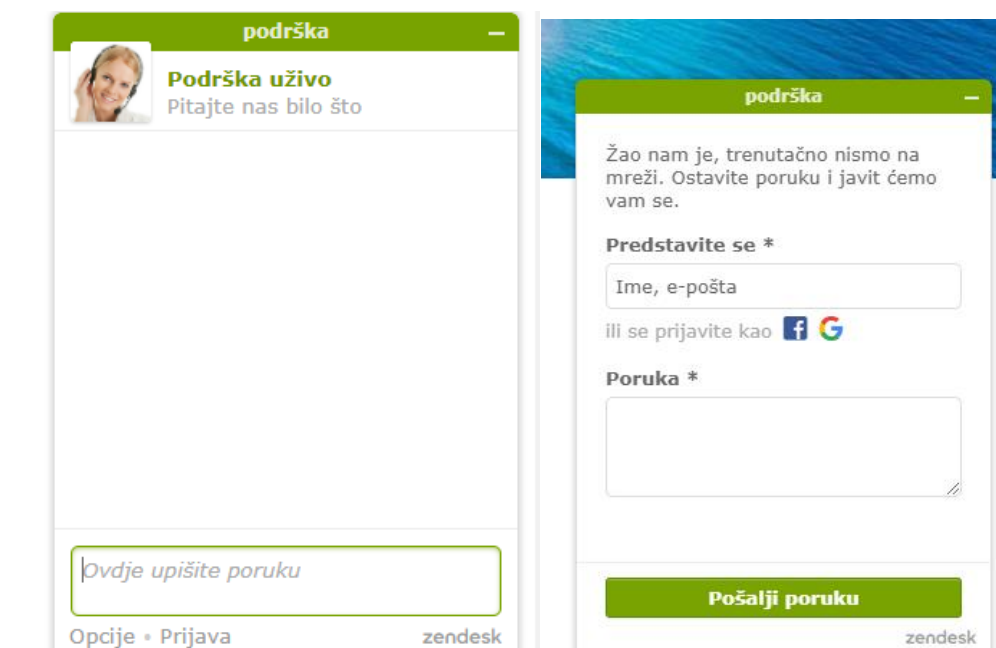 podrška
Podrška uživo
Pitajte nas bilo što
Ovdje upišite poruku
Opcije • Prijava
zendesk
podrška
Žao nam je, trenutačno nismo na
mreži. Ostavite poruku i javit ćemo
vam se.
Predstavite se *
Ime, e-pošta
ili se prijavite kao
Poruka *
Pošalji poruku
zendesk